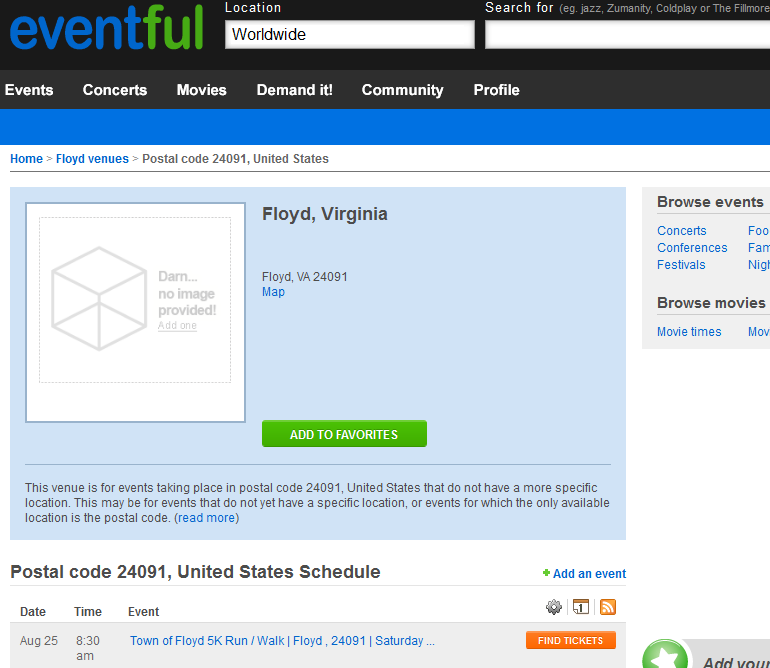 eventful
Location
Worldwide
Search for (eg. jazz, Zumanity, Coldplay or The Fillmore
Events Concerts Movies Demand it! Community Profile
Home > Floyd venues > Postal code 24091, United States
Darn...
no image
provided!
Add one
Floyd, Virginia
Floyd, VA 24091
Map
ADD TO FAVORITES
This venue is for events taking place in postal code 24091, United States that do not have a more specific
location. This may be for events that do not yet have a specific location, or events for which the only available
location is the postal code. (read more)
Browse events
Concerts Foo
Conferences Fam
Festivals Nigh
Browse movies
Movie times Mov
Postal code 24091, United States Schedule
Add an event
Date Time Event
1
Aug 25 8:30 am Town of Floyd 5K Run / Walk | Floyd , 24091 | Saturday ...
FIND TICKETS
Add your